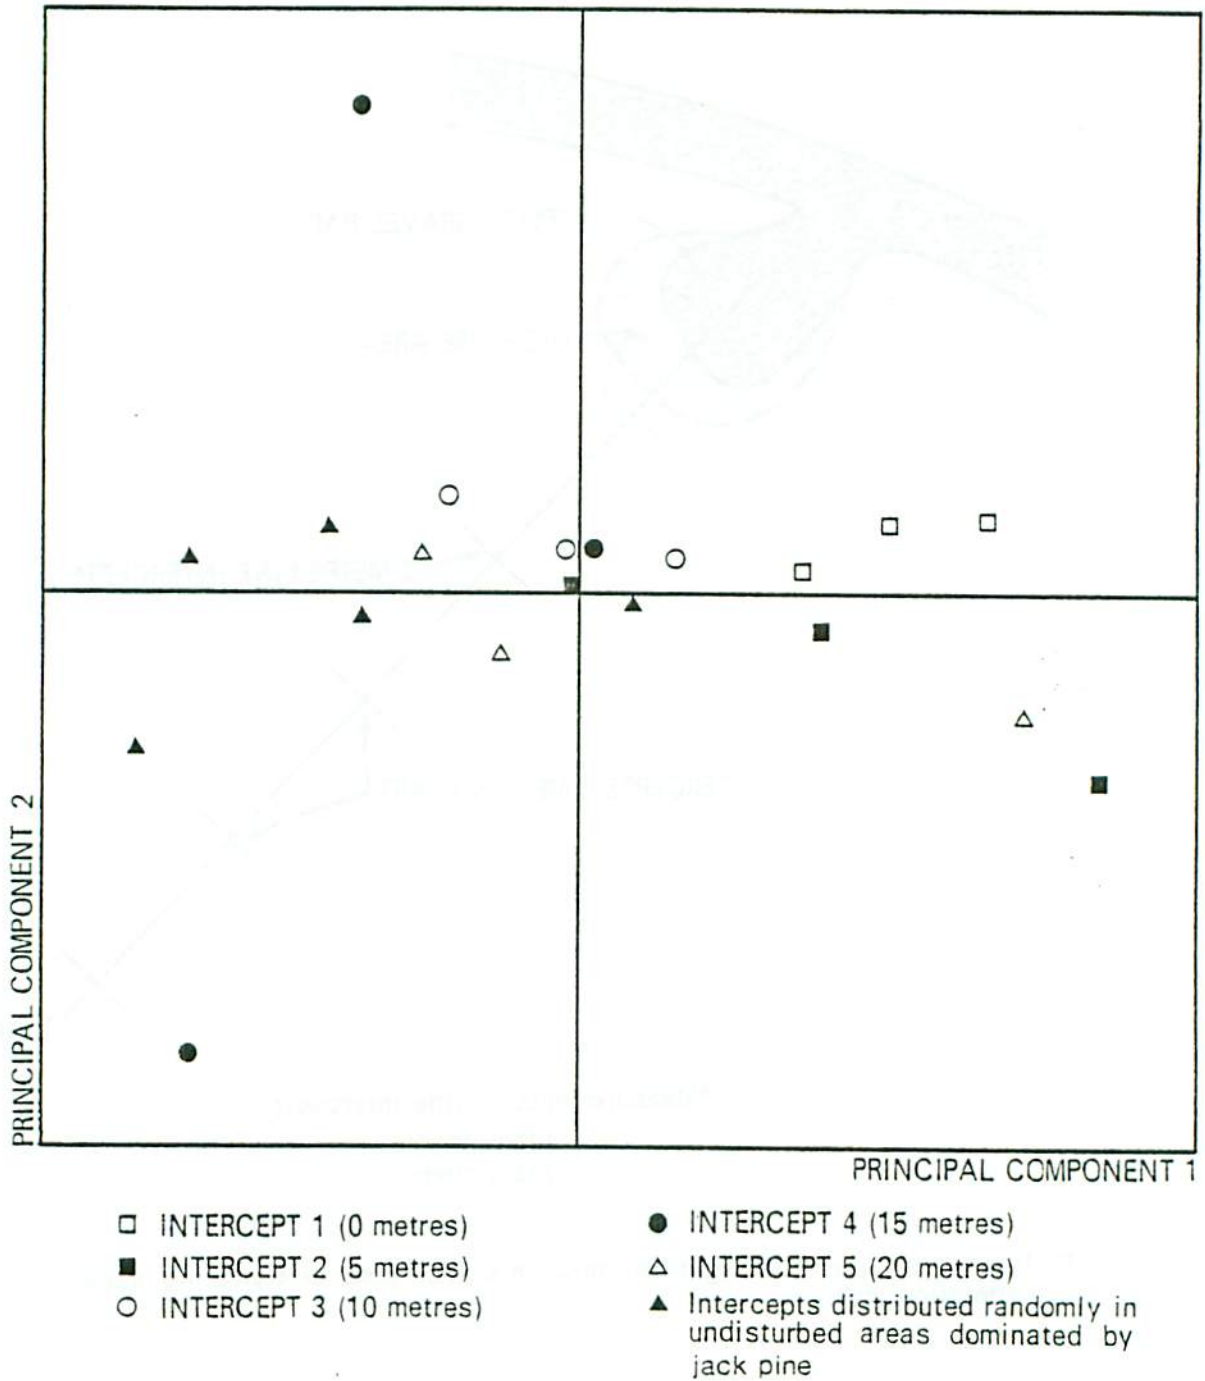 PRINCIPAL COMPONENT 2
PRINCIPAL COMPONENT 1
INTERCEPT 1 (0 metres)
INTERCEPT 2 (5 metres)
INTERCEPT 3 (10 metres)
INTERCEPT 4 (15 metres)
INTERCEPT 5 (20 metres)
Intercepts distributed randomly in
undisturbed areas dominated by
jack pine